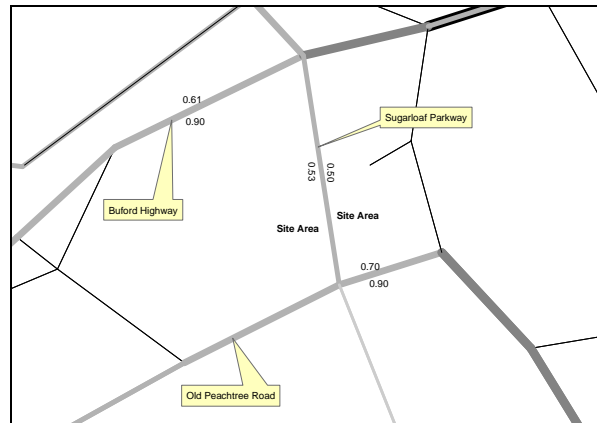 0.61
0.90
Sugarloaf Parkway
0.50
0.53
Buford Highway
Site Area
Site Area
0.70
0.90
Old Peachtree Road